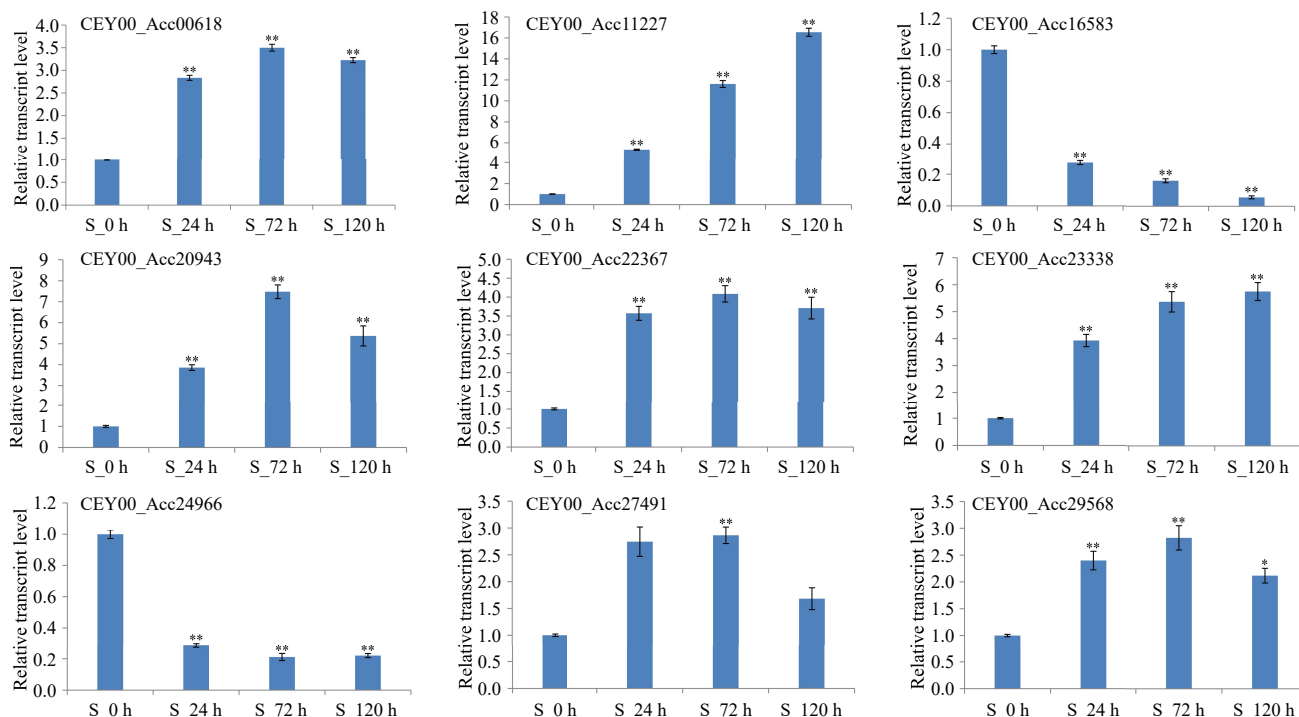 CEY00_Acc00618
Relative transcript level
4.0
3.5
3.0
2.5
2.0
1.5
1.0
0.5
0.0
**
**
**
S_0 h
S_24 h
S_72 h
S_120 h
CEY00_Acc11227
Relative transcript level
18
16
14
12
10
8
6
4
2
0
**
**
**
S_0 h
S_24 h
S_72 h
S_120 h
CEY00_Acc16583
Relative transcript level
1.2
1.0
0.8
0.6
0.4
0.2
0.0
**
**
**
S_0 h
S_24 h
S_72 h
S_120 h
CEY00_Acc20943
Relative transcript level
9
8
7
6
5
4
3
2
1
0
**
**
**
S_0 h
S_24 h
S_72 h
S_120 h
CEY00_Acc22367
Relative transcript level
5.0
4.5
4.0
3.5
3.0
2.5
2.0
1.5
1.0
0.5
0.0
**
**
**
S_0 h
S_24 h
S_72 h
S_120 h
CEY00_Acc23338
Relative transcript level
7
6
5
4
3
2
1
0
**
**
**
S_0 h
S_24 h
S_72 h
S_120 h
CEY00_Acc24966
Relative transcript level
1.2
1.0
0.8
0.6
0.4
0.2
0.0
**
**
**
S_0 h
S_24 h
S_72 h
S_120 h
CEY00_Acc27491
Relative transcript level
3.5
3.0
2.5
2.0
1.5
1.0
0.5
0.0
**
S_0 h
S_24 h
S_72 h
S_120 h
CEY00_Acc29568
Relative transcript level
3.5
3.0
2.5
2.0
1.5
1.0
0.5
0.0
**
**
*
S_0 h
S_24 h
S_72 h
S_120 h